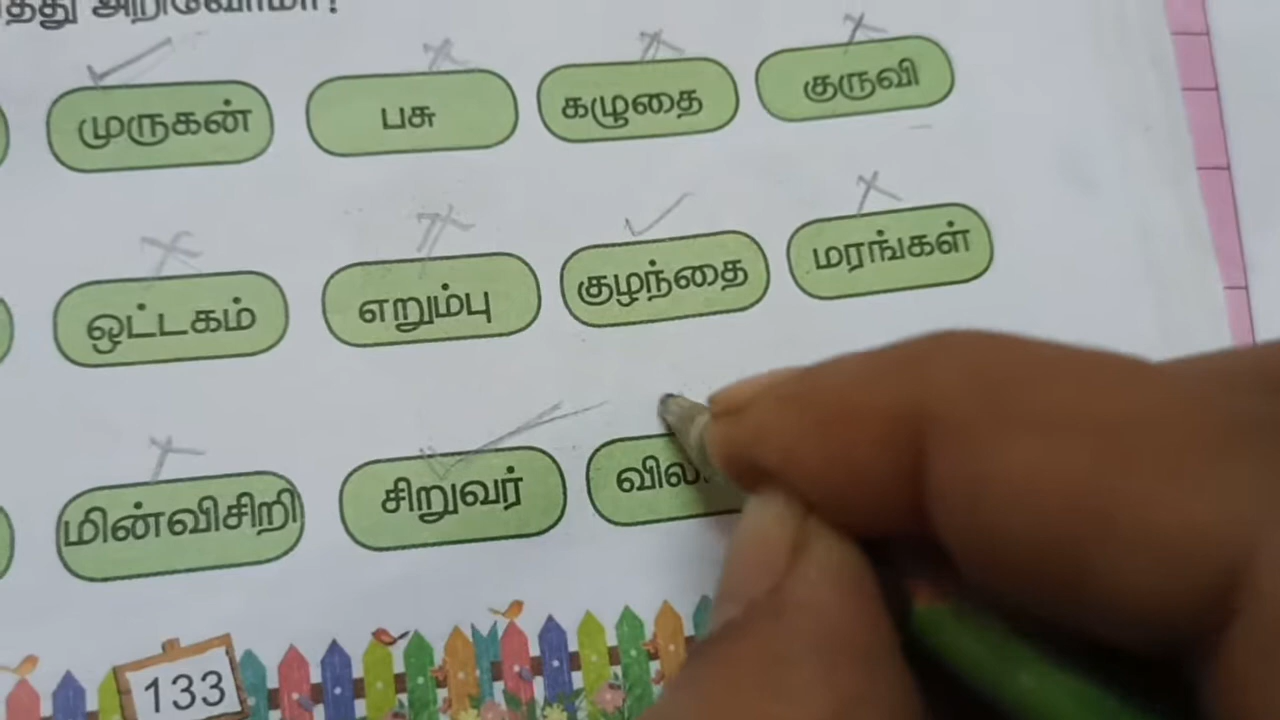 முருகன் பசு கழுதை குருவி
ஒட்டகம் எறும்பு குழந்தை மரங்கள்
மின்விசிறி சிறுவர்
133